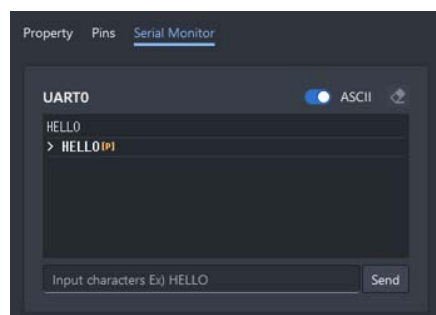 Property Pins Serial Monitor
UART0 ASCII
HELLO
> HELLO[P]
Input characters Ex) HELLO Send